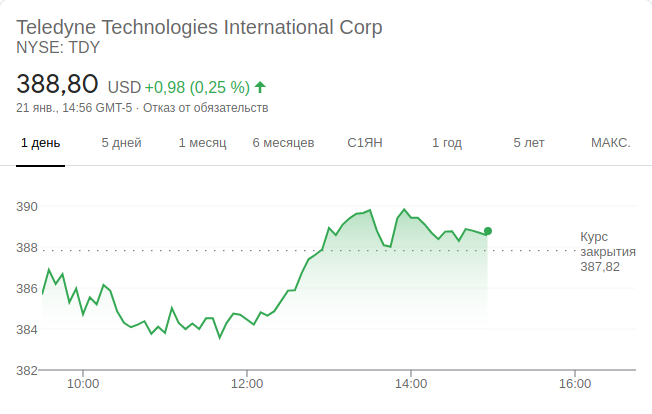 Teledyne Technologies International Corp
NYSE: TDY
388,80 USD +0,98 (0,25 %)
21 янв., 14:56 GMT-5 · Отказ от обязательств
1 день 5 дней 1 месяц 6 месяцев С1ЯН 1 год 5 лет МАКС.
390
388
386
384
382
Курс
закрытия
387,82
10:00 12:00 14:00 16:00